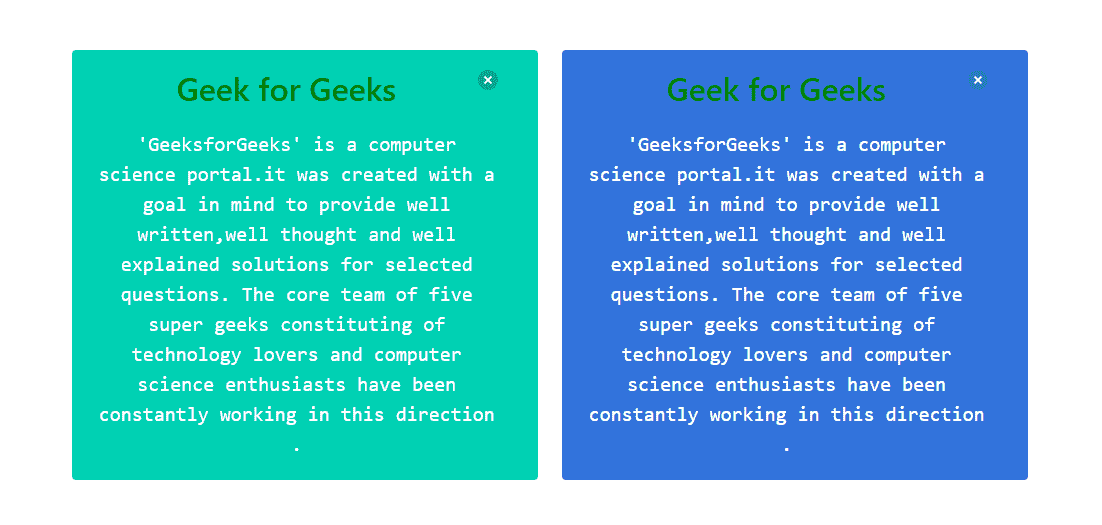 Geek for Geeks
'GeeksforGeeks' is a computer
science portal.it was created with a
goal in mind to provide well
written,well thought and well
explained solutions for selected
questions. The core team of five
super geeks constituting of
technology lovers and computer
science enthusiasts have been
constantly working in this direction
.
Geek for Geeks
'GeeksforGeeks' is a computer
science portal.it was created with a
goal in mind to provide well
written,well thought and well
explained solutions for selected
questions. The core team of five
super geeks constituting of
technology lovers and computer
science enthusiasts have been
constantly working in this direction
.